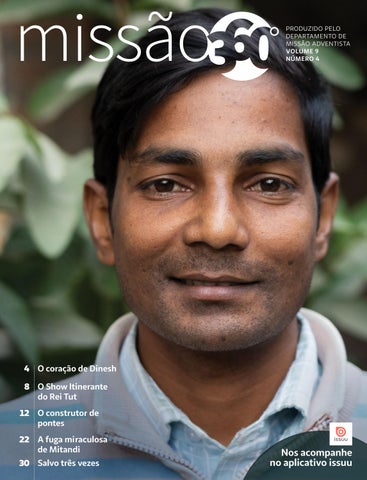 missão 360°
PRODUZIDO PELO
DEPARTAMENTO DE
MISSÃO ADVENTISTA
VOLUME 9
NÚMERO 4
4 O coração de Dinesh
8 O Show Itinerante
do Rei Tut
12 O construtor de
pontes
22 A fuga miraculosa
de Mitandi
30 Salvo três vezes
issuu
Nos acompanhe
no aplicativo issuu